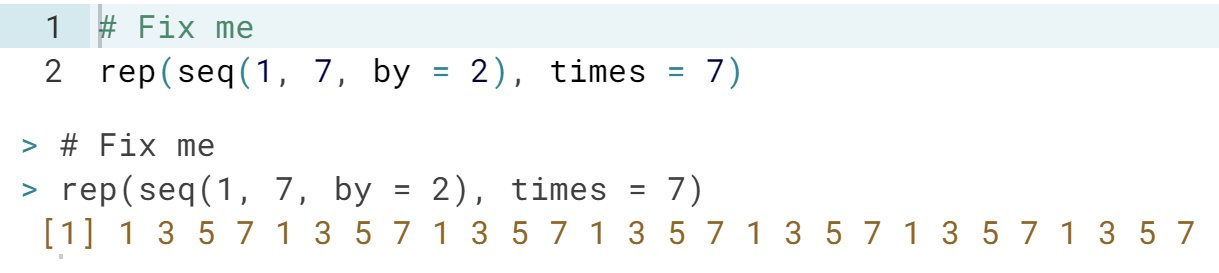 1 # Fix me
2 rep(seq(1, 7, by = 2), times = 7)
> # Fix me
> rep(seq(1, 7, by = 2), times = 7)
[1] 1 3 5 7 1 3 5 7 1 3 5 7 1 3 5 7 1 3 5 7 1 3 5 7 1 3 5 7